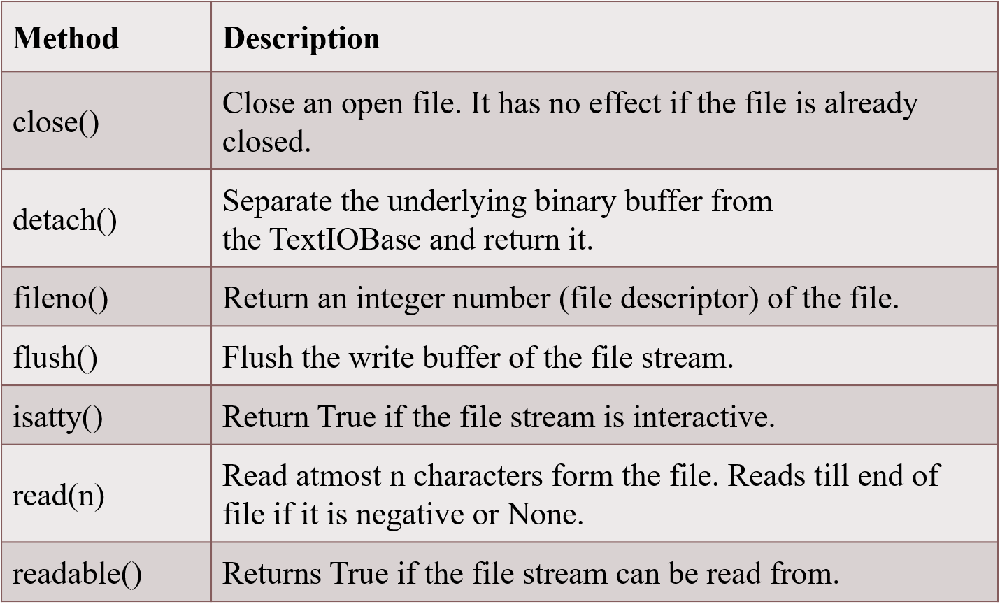 Method Description
close() Close an open file. It has no effect if the file is already
closed.
detach() Separate the underlying binary buffer from
the TextIOBase and return it.
fileno() Return an integer number (file descriptor) of the file.
flush() Flush the write buffer of the file stream.
isatty() Return True if the file stream is interactive.
read(n) Read atmost n characters form the file. Reads till end of
file if it is negative or None.
readable() Returns True if the file stream can be read from.